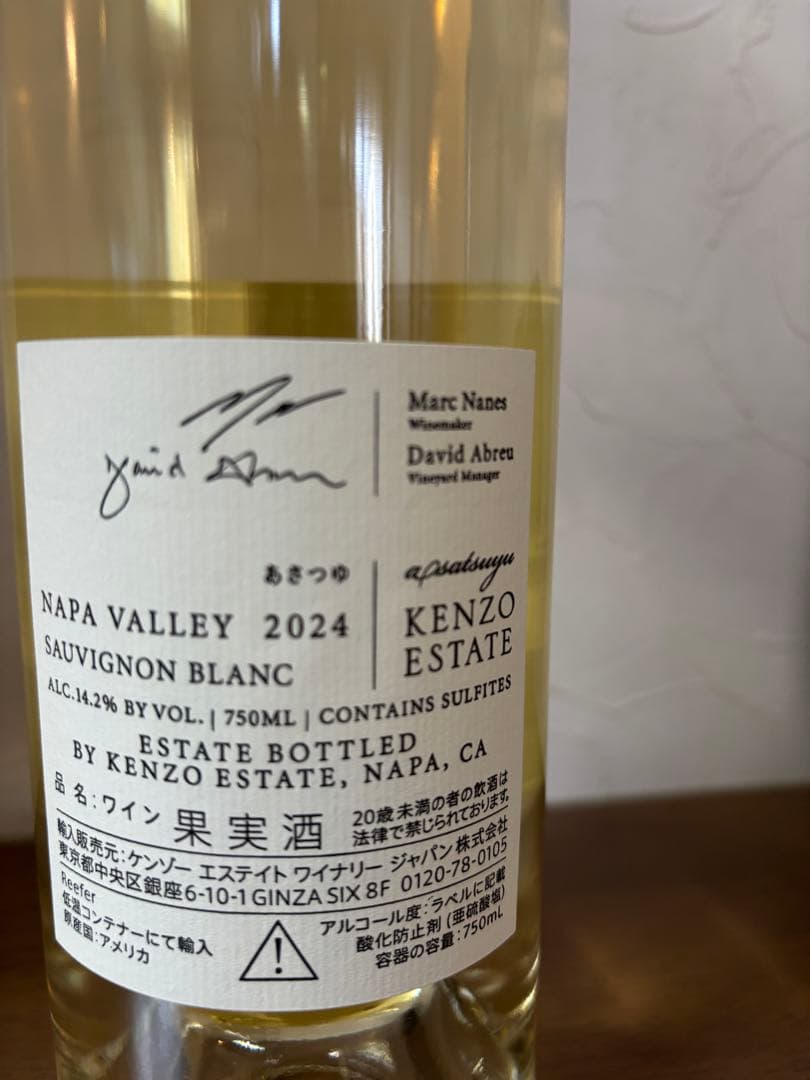 David Abreu
Marc Nanes
Winemaker
David Abreu
Vineyard Manager
あさつゆ
asatsuyu
NAPA VALLEY 2024
KENZO
ESTATE
SAUVIGNON BLANC
ALC.14.2% BY VOL. | 750ML | CONTAINS SULFITES
ESTATE BOTTLED
BY KENZO ESTATE, NAPA, CA
品 名:ワイン 果実酒
20歳未満の者の飲酒は
法律で禁じられております。
輸入販売元:ケンゾー エステイト ワイナリー ジャパン株式会社
東京都中央区銀座6-10-1 GINZA SIX 8F 0120-78-0105
Reefer
低温コンテナーにて輸入
原産国:アメリカ
アルコール度:ラベルに記載
酸化防止剤(亜硫酸塩)
容器の容量:750mL